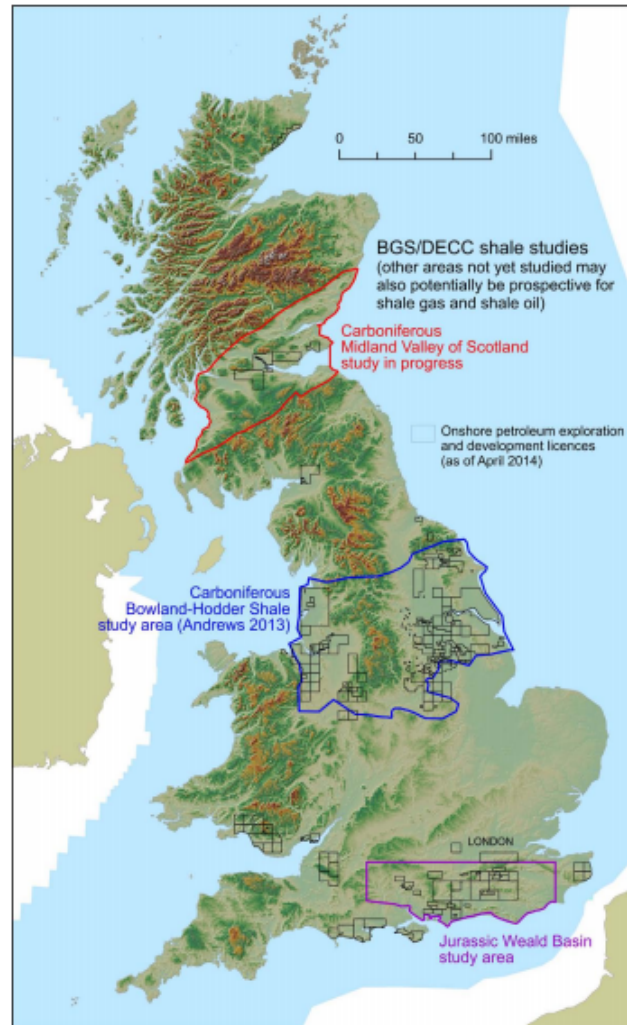 0 50 100 miles
BGS/DECC shale studies
(other areas not yet studied may
also potentially be prospective for
shale gas and shale oil)
Carboniferous
Midland Valley of Scotland
study in progress
Onshore petroleum exploration
and development licences
(as of April 2014)
Carboniferous
Bowland-Hodder Shale
study area (Andrews 2013)
LONDON
Jurassic Weald Basin
study area